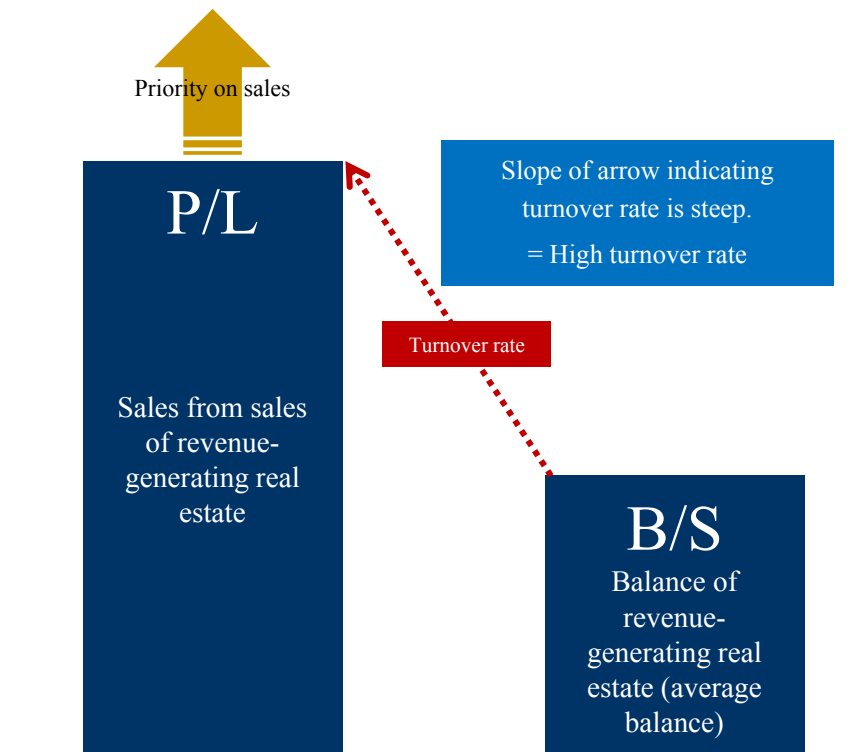 Priority on sales
P/L
Sales from sales
of revenue-
generating real
estate
Slope of arrow indicating
turnover rate is steep.
= High turnover rate
Turnover rate
B/S
Balance of
revenue-
generating real
estate (average
balance)